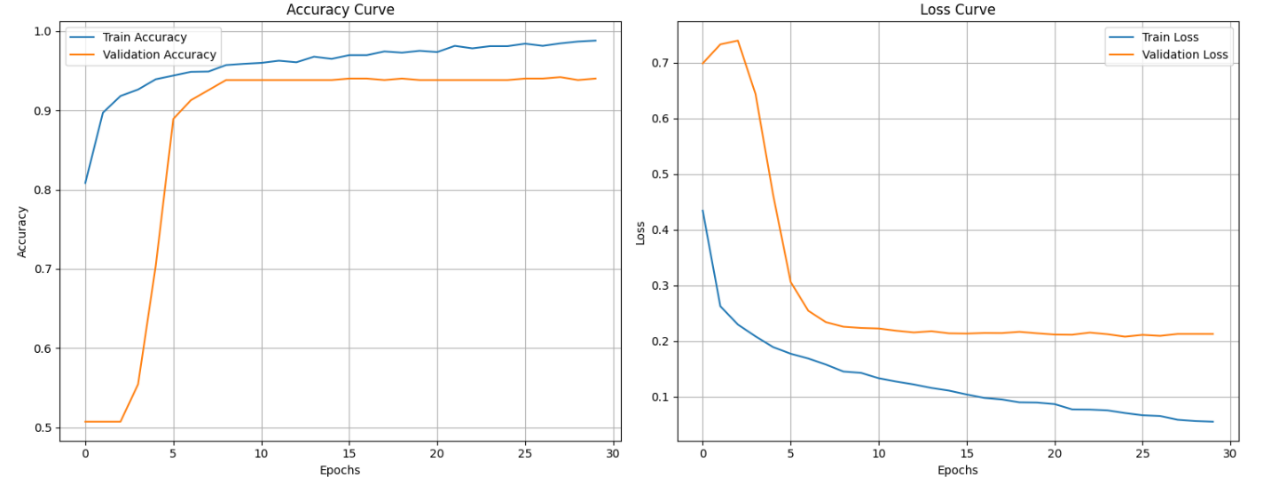 Accuracy Curve
Train Accuracy
Validation Accuracy
1.0
0.9
0.8
0.7
0.6
0.5
Accuracy
0 5 10 15 20 25 30
Epochs
Loss Curve
Train Loss
Validation Loss
0.7
0.6
0.5
0.4
0.3
0.2
0.1
Loss
0 5 10 15 20 25 30
Epochs